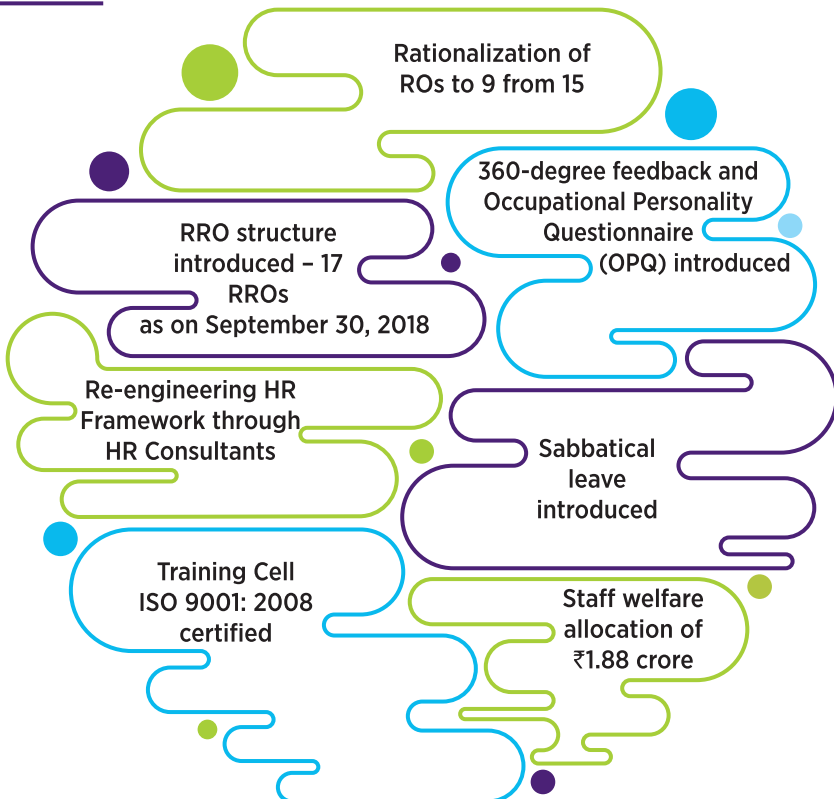 Rationalization of
ROs to 9 from 15
360-degree feedback and
Occupational Personality
Questionnaire
(OPQ) introduced
RRO structure
introduced – 17
RROs
as on September 30, 2018
Re-engineering HR
Framework through
HR Consultants
Sabbatical
leave
introduced
Training Cell
ISO 9001: 2008
certified
Staff welfare
allocation of
₹1.88 crore